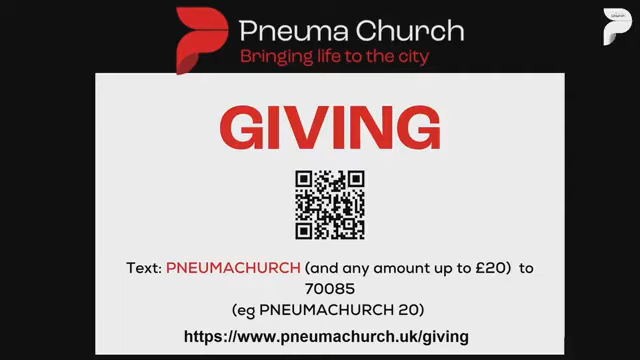 Pneuma Church
Bringing life to the city
Church
GIVING
Text: PNEUMACHURCH (and any amount up to £20) to
70085
(eg PNEUMACHURCH 20)
https://www.pneumachurch.uk/giving